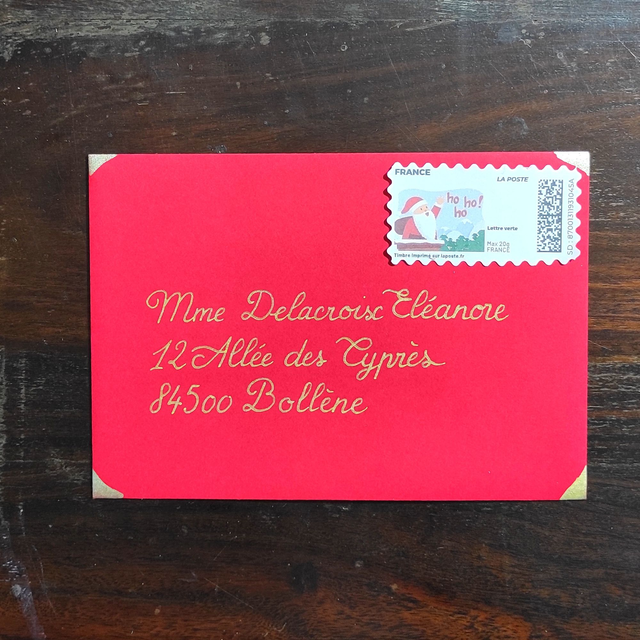 FRANCE
LA POSTE
ho ho!
ho
Lettre verte
Max 20g
FRANCE
Timbre imprimé sur laposte.fr
Mme Delacroix Eléanore
12 Allée des Cyprès
84500 Bollène